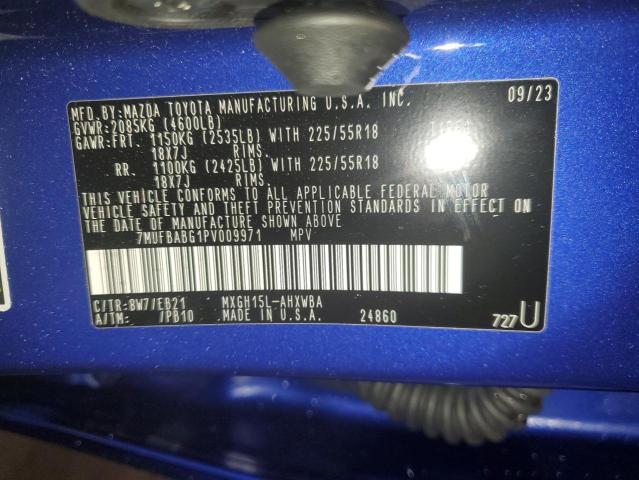 MFD.BY:MAZDA TOYOTA MANUFACTURING U.S.A. INC. 09/23
GVWR:2085KG (4600LB)
GAWR:FRT. 1150KG (2535LB) WITH 225/55R18
18X7J RIMS
RR. 1100KG (2425LB) WITH 225/55R18
18X7J RIMS
THIS VEHICLE CONFORMS TO ALL APPLICABLE FEDERAL MOTOR
VEHICLE SAFETY AND THEFT PREVENTION STANDARDS IN EFFECT ON
THE DATE OF MANUFACTURE SHOWN ABOVE
7MUFBABG1PV009971 MPV
C/TR-8W7/EB21 MXGH15L-AHXWBA
A/TM: /PB10 MADE IN U.S.A. 24860 727U